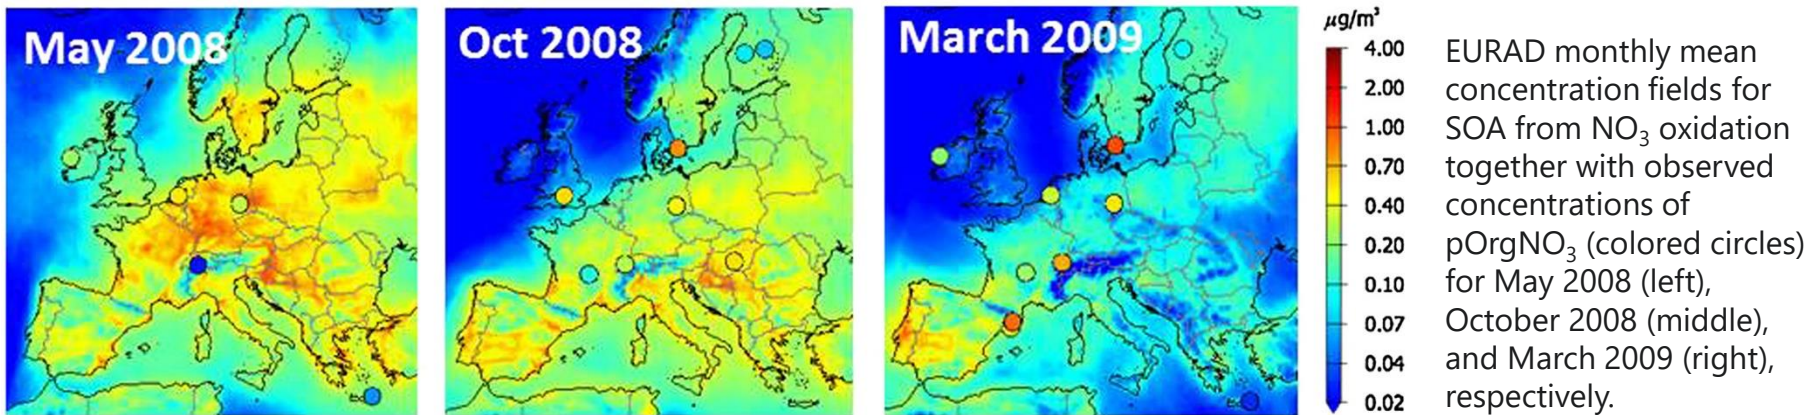 May 2008
Oct 2008
March 2009
μg/m³
4.00
2.00
1.00
0.70
0.40
0.20
0.10
0.07
0.04
0.02
EURAD monthly mean
concentration fields for
SOA from NO₃ oxidation
together with observed
concentrations of
pOrgNO₃ (colored circles)
for May 2008 (left),
October 2008 (middle),
and March 2009 (right),
respectively.